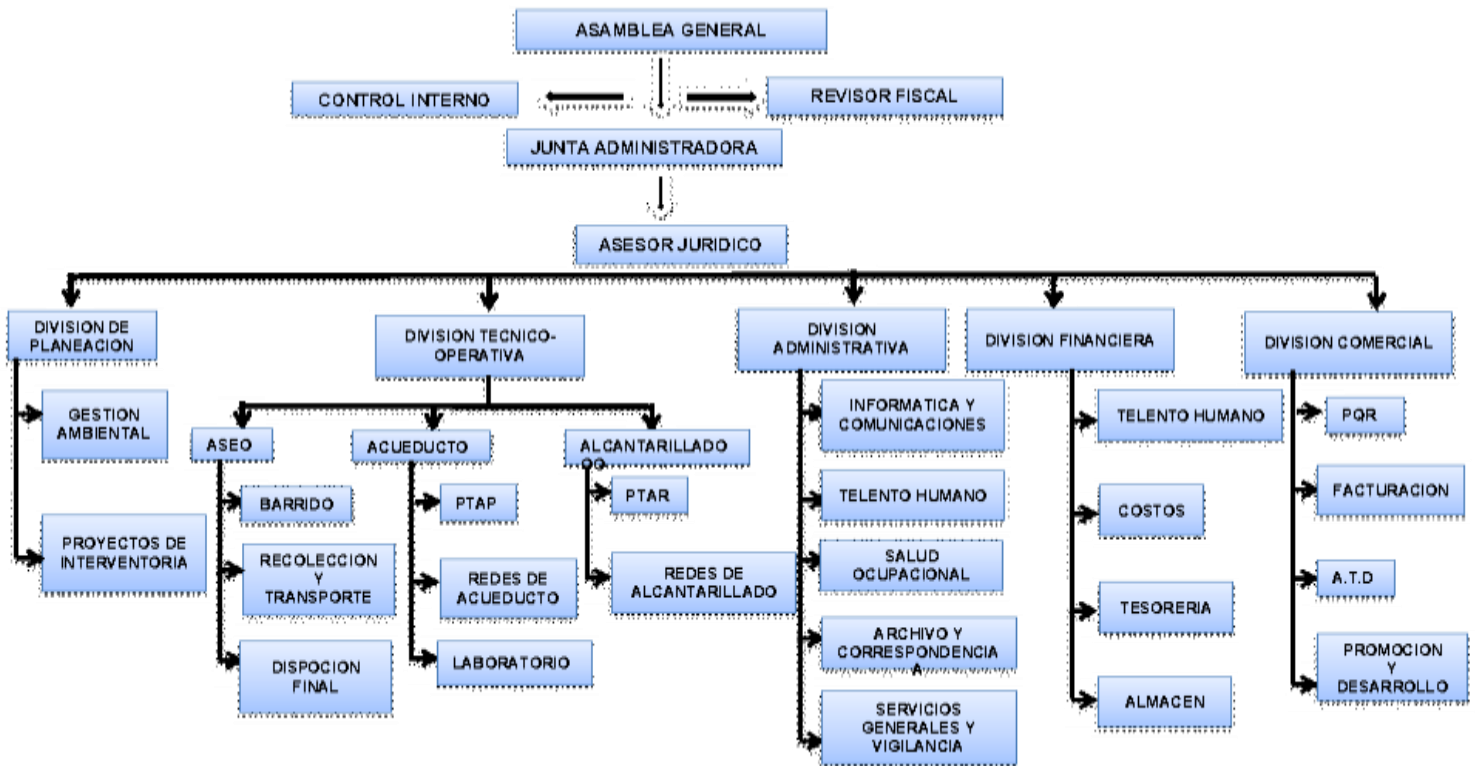 ASAMBLEA GENERAL
CONTROL INTERNO
REVISOR FISCAL
JUNTA ADMINISTRADORA
ASESOR JURIDICO
DIVISION DE
PLANEACION
GESTION
AMBIENTAL
PROYECTOS DE
INTERVENTORIA
DIVISION TECNICO-
OPERATIVA
ASEO
BARRIDO
RECOLECCION
Y
TRANSPORTE
DISPOCION
FINAL
ACUEDUCTO
PTAP
REDES DE
ACUEDUCTO
LABORATORIO
ALCANTARILLADO
PTAR
REDES DE
ALCANTARILLADO
DIVISION
ADMINISTRATIVA
INFORMATICA Y
COMUNICACIONES
TELENTO HUMANO
SALUD
OCUPACIONAL
ARCHIVO Y
CORRESPONDENCIA
A
SERVICIOS
GENERALES Y
VIGILANCIA
DIVISION FINANCIERA
TELENTO HUMANO
COSTOS
TESORERIA
ALMACEN
DIVISION COMERCIAL
PQR
FACTURACION
A.T.D
PROMOCION
Y
DESARROLLO